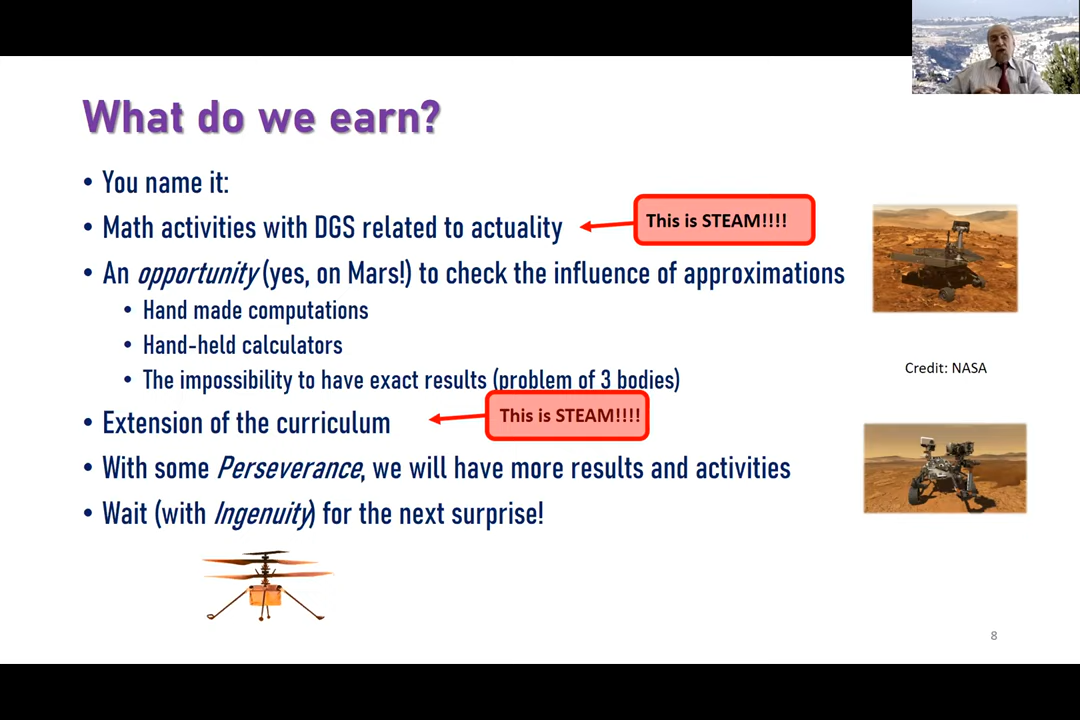 What do we earn?
• You name it:
• Math activities with DGS related to actuality
This is STEAM!!!!
• An opportunity (yes, on Mars!) to check the influence of approximations
• Hand made computations
• Hand-held calculators
• The impossibility to have exact results (problem of 3 bodies)
Credit: NASA
• Extension of the curriculum
This is STEAM!!!!
• With some Perseverance, we will have more results and activities
• Wait (with Ingenuity) for the next surprise!
8